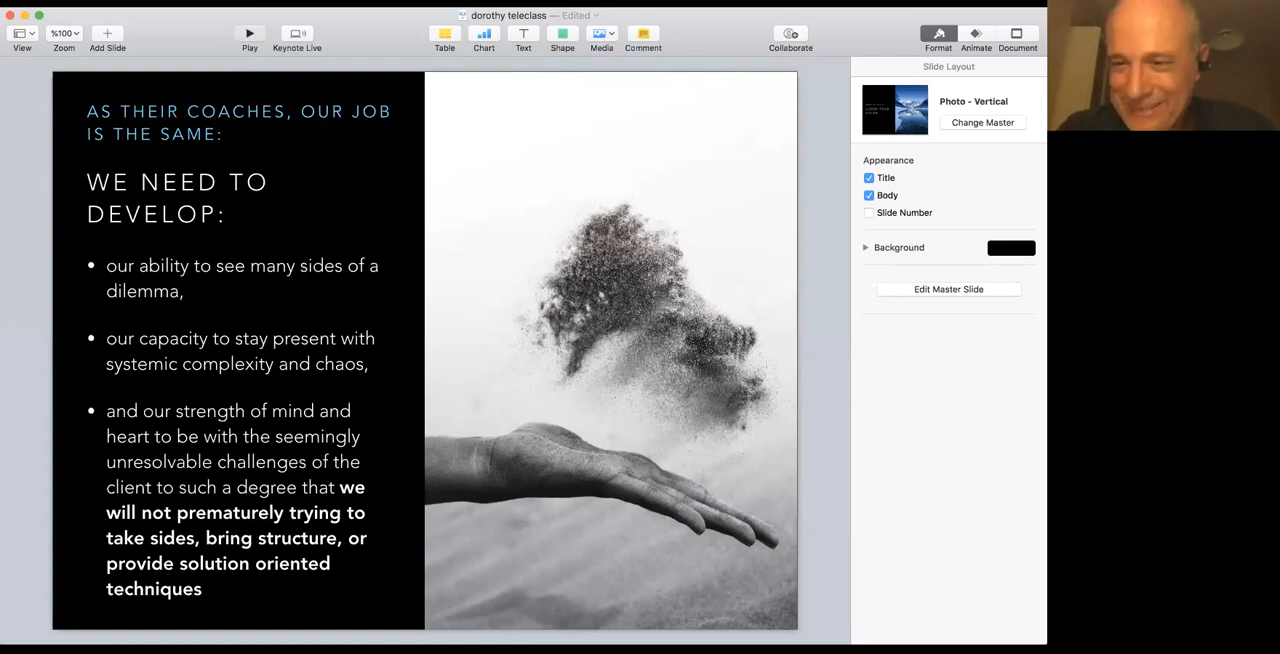 dorothy teleclass — Edited
%100
View
Zoom
Add Slide
Play
Keynote Live
Table
Chart
Text
Shape
Media
Comment
Collaborate
Format
Animate
Document
AS THEIR COACHES, OUR JOB
IS THE SAME:
WE NEED TO
DEVELOP:
• our ability to see many sides of a
dilemma,
• our capacity to stay present with
systemic complexity and chaos,
• and our strength of mind and
heart to be with the seemingly
unresolvable challenges of the
client to such a degree that we
will not prematurely trying to
take sides, bring structure, or
provide solution oriented
techniques
Slide Layout
Photo - Vertical
Change Master
Appearance
Title
Body
Slide Number
Background
Edit Master Slide